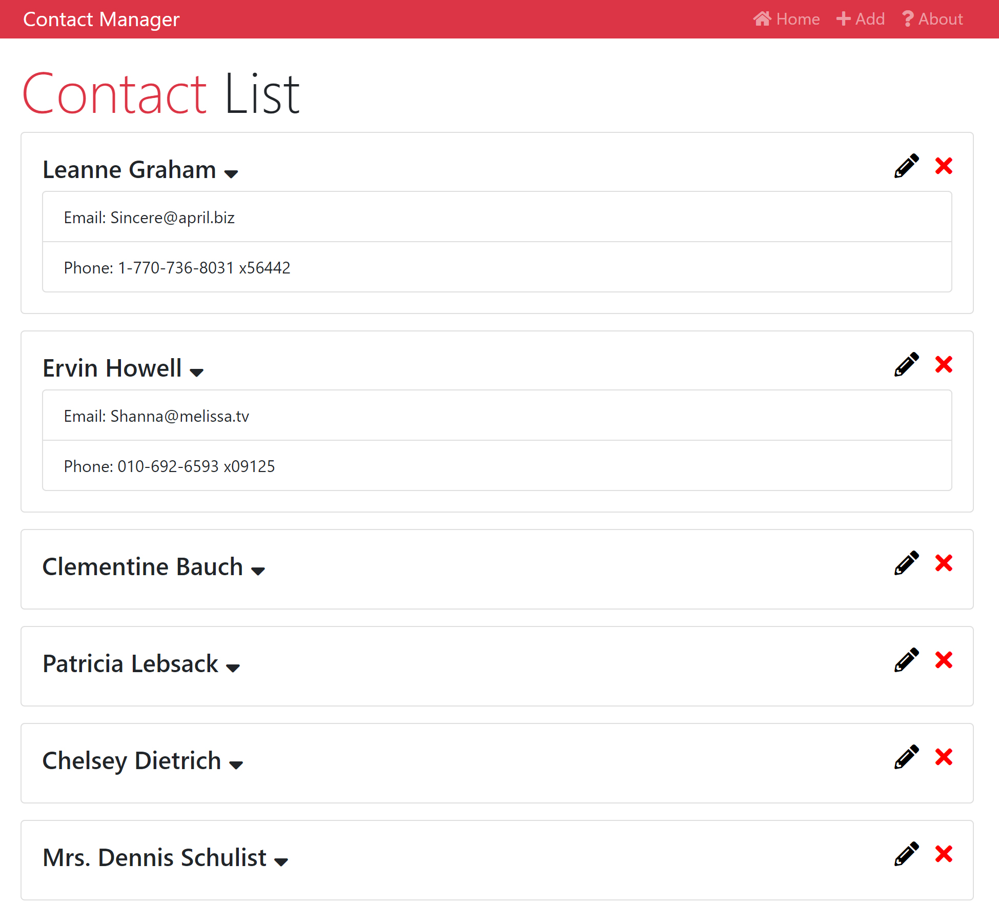 Contact Manager
Home Add About
Contact List
Leanne Graham
Email: Sincere@april.biz
Phone: 1-770-736-8031 x56442
Ervin Howell
Email: Shanna@melissa.tv
Phone: 010-692-6593 x09125
Clementine Bauch
Patricia Lebsack
Chelsey Dietrich
Mrs. Dennis Schulist